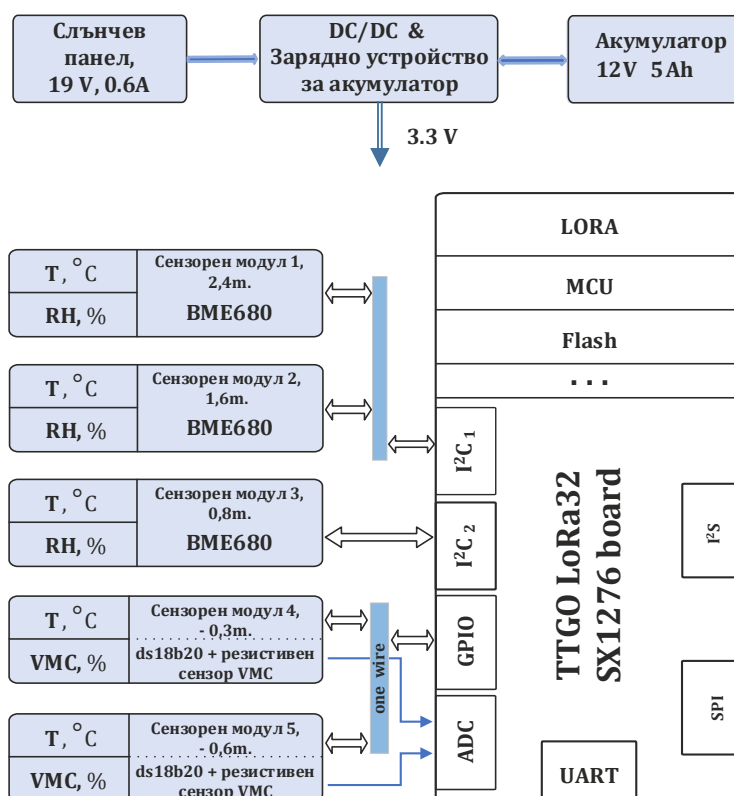 Слънчев
панел,
19 V, 0.6A
DC/DC &
Зарядно устройство
за акумулатор
Акумулатор
12V 5Ah
3.3 V
LORA
MCU
Flash
. . .
T, °C
RH, %
Сензорен модул 1,
2,4m.
BME680
T, °C
RH, %
Сензорен модул 2,
1,6m.
BME680
I²C 1
T, °C
RH, %
Сензорен модул 3,
0,8m.
BME680
I²C 2
T, °C
VMC, %
Сензорен модул 4,
- 0,3m.
ds18b20 + резистивен
сензор VMC
one wire
GPIO
T, °C
VMC, %
Сензорен модул 5,
- 0,6m.
ds18b20 + резистивен
сензор VMC
ADC
TTGO LoRa32
SX1276 board
I²S
SPI
UART